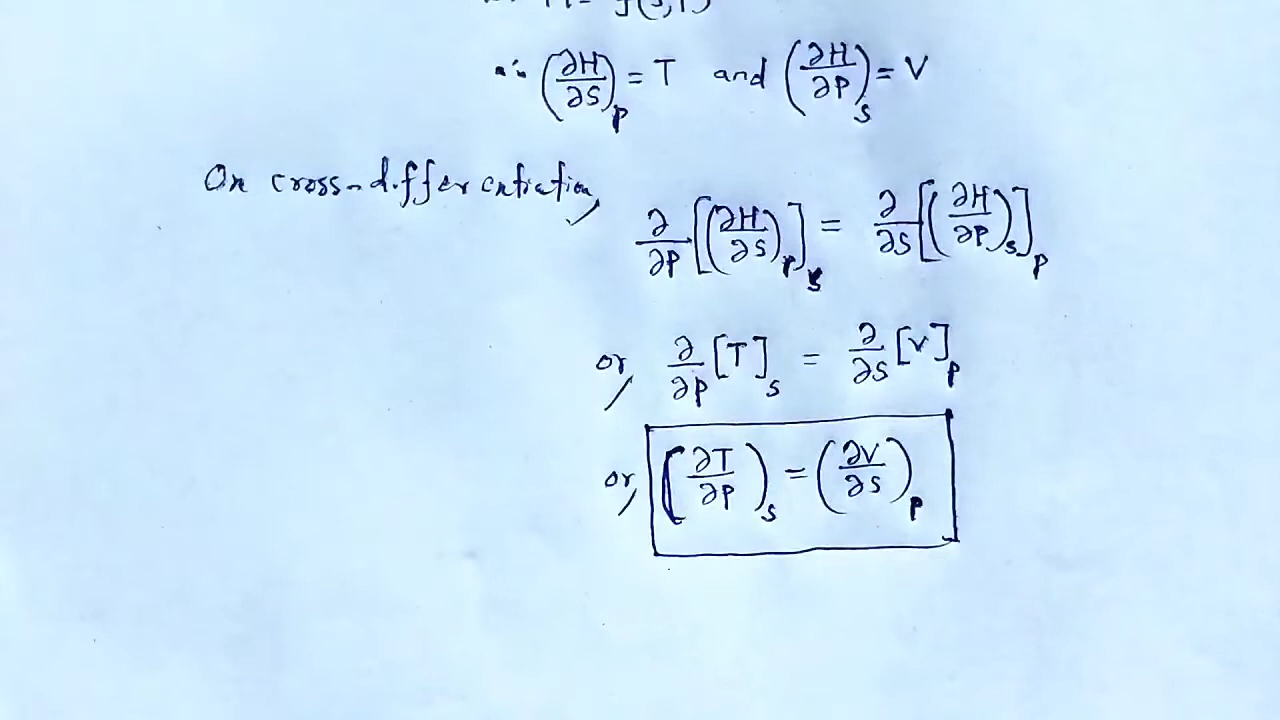 ∴ (∂H/∂S)_P = T and (∂H/∂P)_S = V
On cross-differentiation,
∂/∂P [(∂H/∂S)_P]_S = ∂/∂S [(∂H/∂P)_S]_P
or, ∂/∂P [T]_S = ∂/∂S [V]_P
or, (∂T/∂P)_S = (∂V/∂S)_P